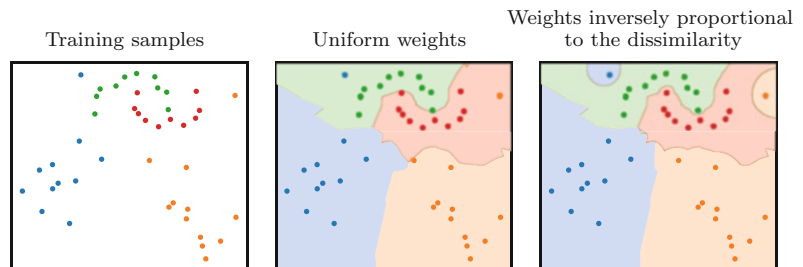 Training samples
Uniform weights
Weights inversely proportional
to the dissimilarity